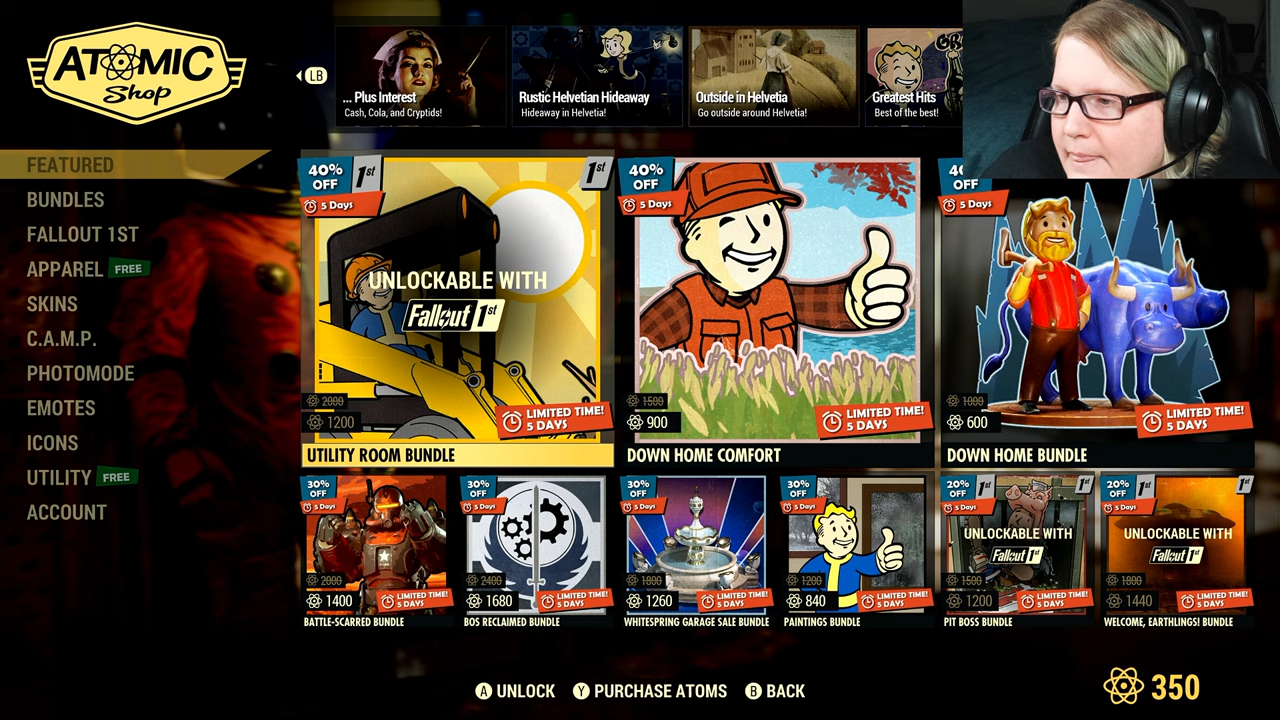 ATOMIC
Shop
LB
... Plus Interest
Cash, Cola, and Cryptids!
Rustic Helvetian Hideaway
Hideaway in Helvetia!
Outside in Helvetia
Go outside around Helvetia!
Greatest Hits
Best of the best!
FEATURED
BUNDLES
FALLOUT 1ST
APPAREL FREE
SKINS
C.A.M.P.
PHOTOMODE
EMOTES
ICONS
UTILITY FREE
ACCOUNT
40%
OFF
1st
5 Days
1st
UNLOCKABLE WITH
Fallout 1st
2000
1200
LIMITED TIME!
5 DAYS
UTILITY ROOM BUNDLE
40%
OFF
5 Days
1500
900
LIMITED TIME!
5 DAYS
DOWN HOME COMFORT
5 Days
1000
600
LIMITED TIME!
5 DAYS
DOWN HOME BUNDLE
30%
OFF
5 Days
2000
1400
LIMITED TIME!
5 DAYS
BATTLE-SCARRED BUNDLE
30%
OFF
5 Days
2400
1680
LIMITED TIME!
5 DAYS
BOS RECLAIMED BUNDLE
30%
OFF
5 Days
1800
1260
LIMITED TIME!
5 DAYS
WHITESPRING GARAGE SALE BUNDLE
30%
OFF
5 Days
1200
840
LIMITED TIME!
5 DAYS
PAINTINGS BUNDLE
20%
OFF
1st
5 Days
1st
UNLOCKABLE WITH
Fallout 1st
1500
1200
LIMITED TIME!
5 DAYS
PIT BOSS BUNDLE
20%
OFF
1st
5 Days
1st
UNLOCKABLE WITH
Fallout 1st
1800
1440
LIMITED TIME!
5 DAYS
WELCOME, EARTHLINGS! BUNDLE
A UNLOCK
Y PURCHASE ATOMS
B BACK
350